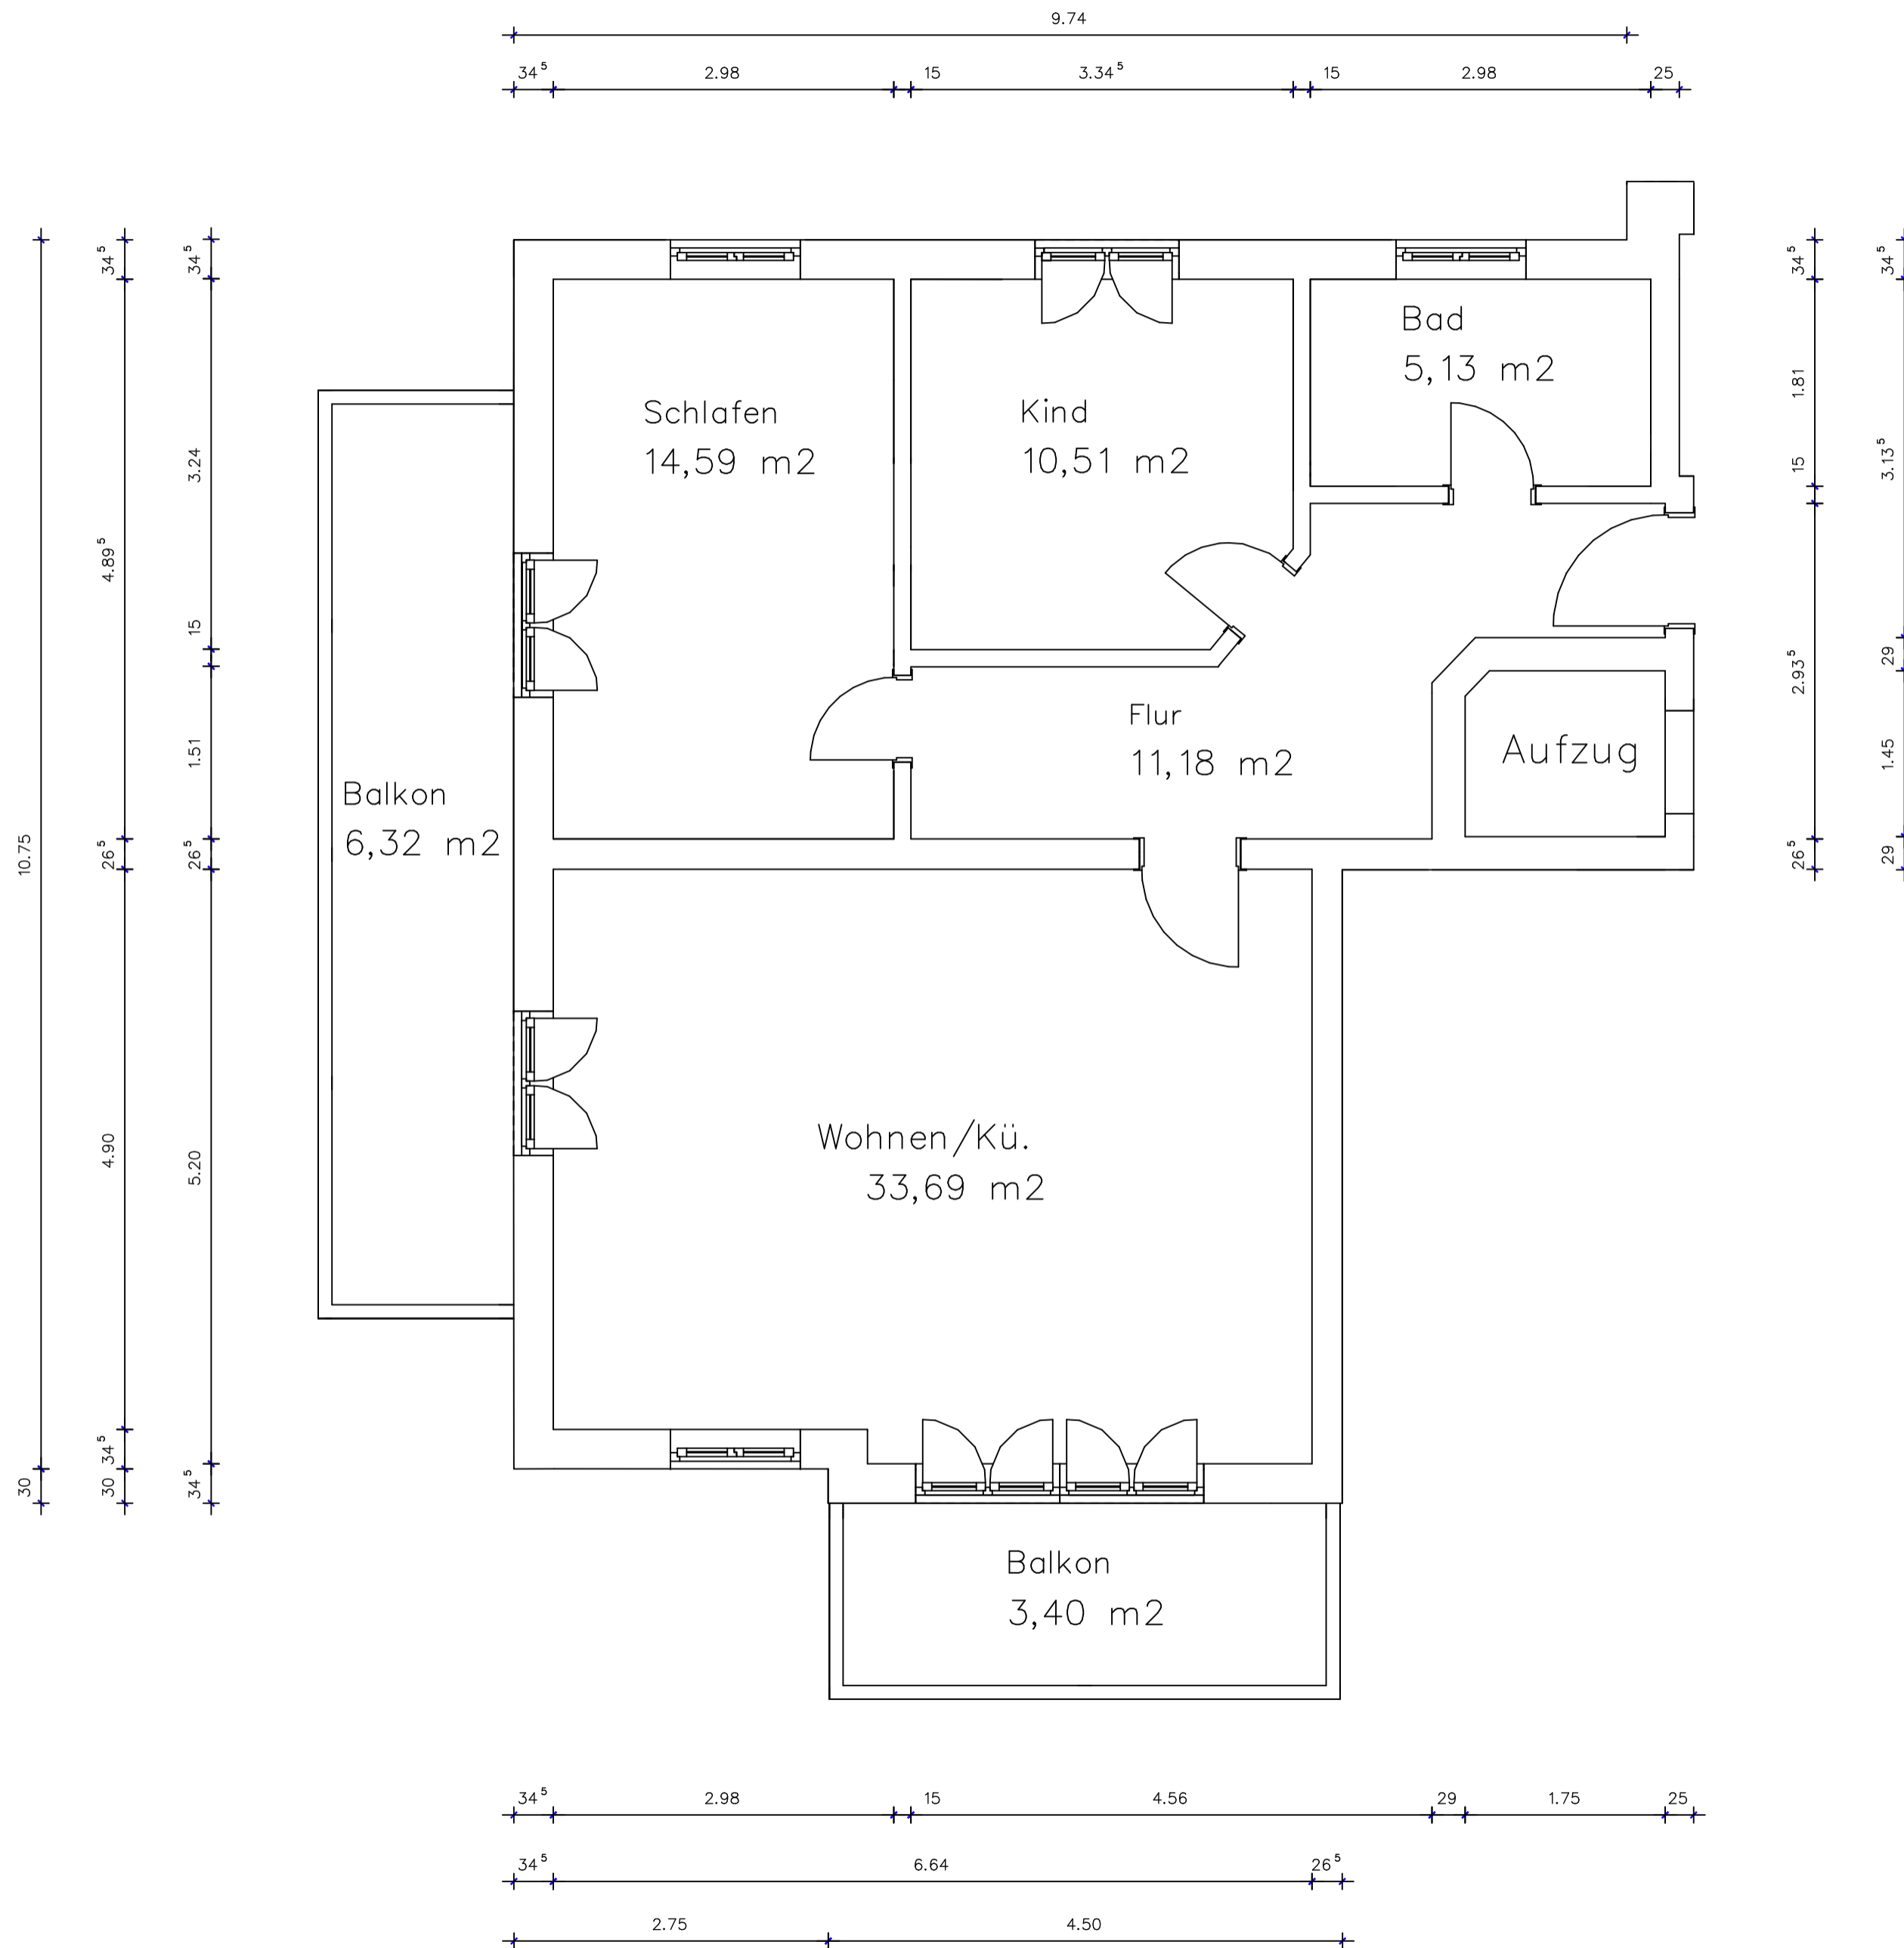 9.74
34⁵ 2.98 15 3.34⁵ 15 2.98 25
Bad
5,13 m2
Schlafen
14,59 m2
Kind
10,51 m2
Flur
11,18 m2
Aufzug
Balkon
6,32 m2
Wohnen/Kü.
33,69 m2
Balkon
3,40 m2
10.75
30
34⁵
4.89⁵
26⁵
4.90
34⁵
30
34⁵
3.24
15
1.51
26⁵
5.20
34⁵
34⁵
1.81
15
2.93⁵
26⁵
34⁵
3.13⁵
29
1.45
29
34⁵ 2.98 15 4.56 29 1.75 25
34⁵ 6.64 26⁵
2.75 4.50